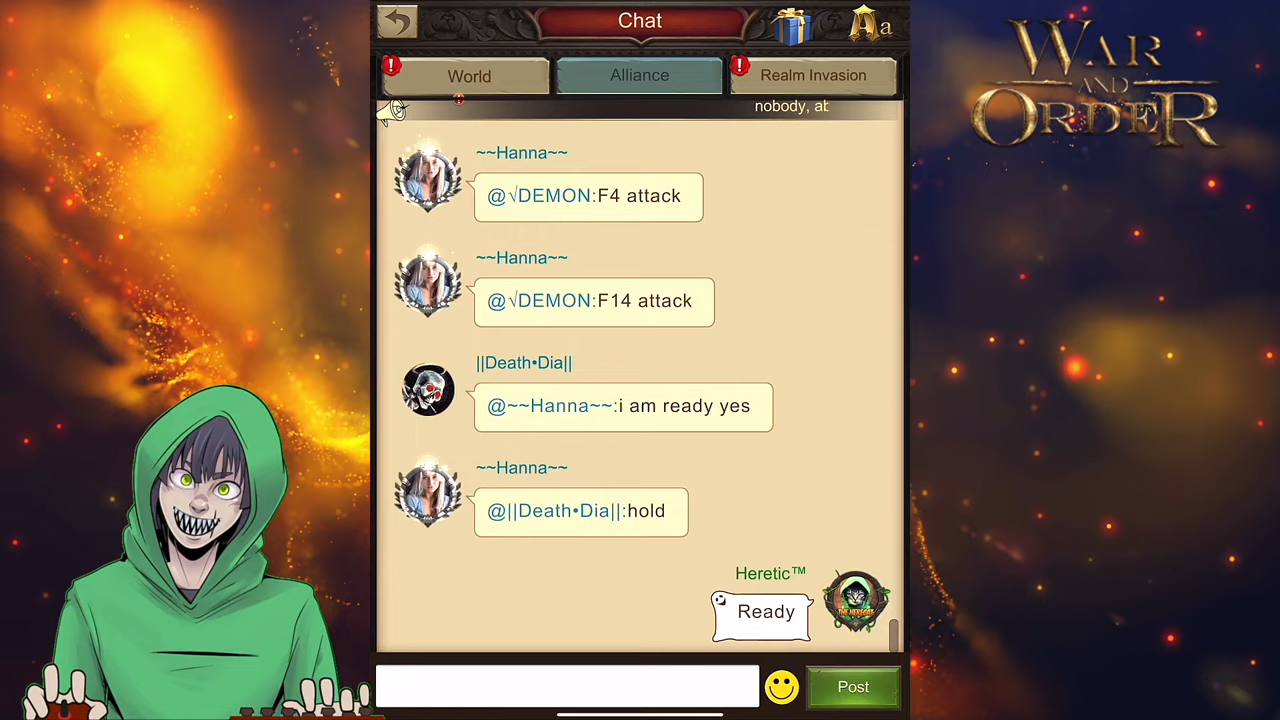 Chat
Aa
World
Alliance
Realm Invasion
nobody, at
~~Hanna~~
@√DEMON:F4 attack
~~Hanna~~
@√DEMON:F14 attack
||Death•Dia||
@~~Hanna~~:i am ready yes
~~Hanna~~
@||Death•Dia||:hold
Heretic™
Ready
Post
WAR
AND
ORDER